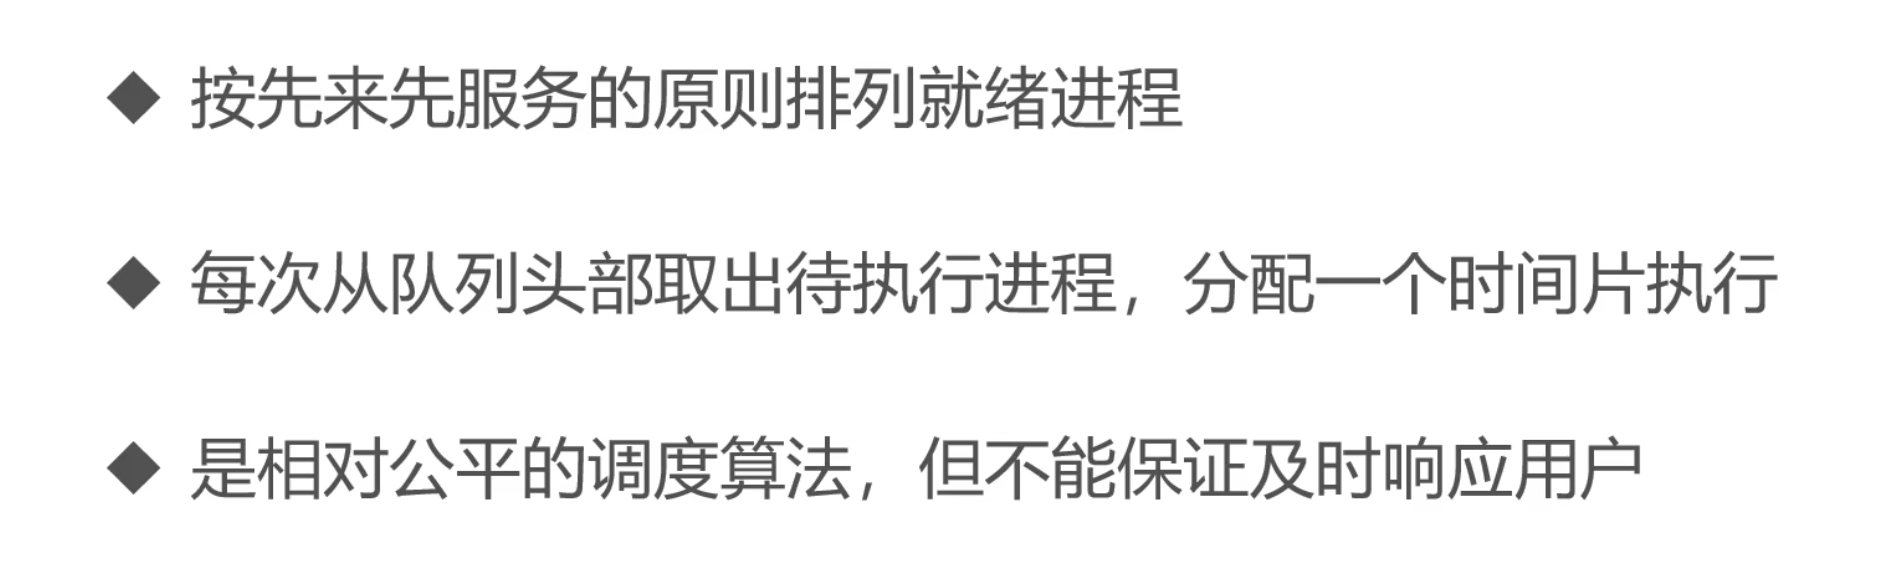 ◆ 按先来先服务的原则排列就绪进程
◆ 每次从队列头部取出待执行进程，分配一个时间片执行
◆ 是相对公平的调度算法，但不能保证及时响应用户